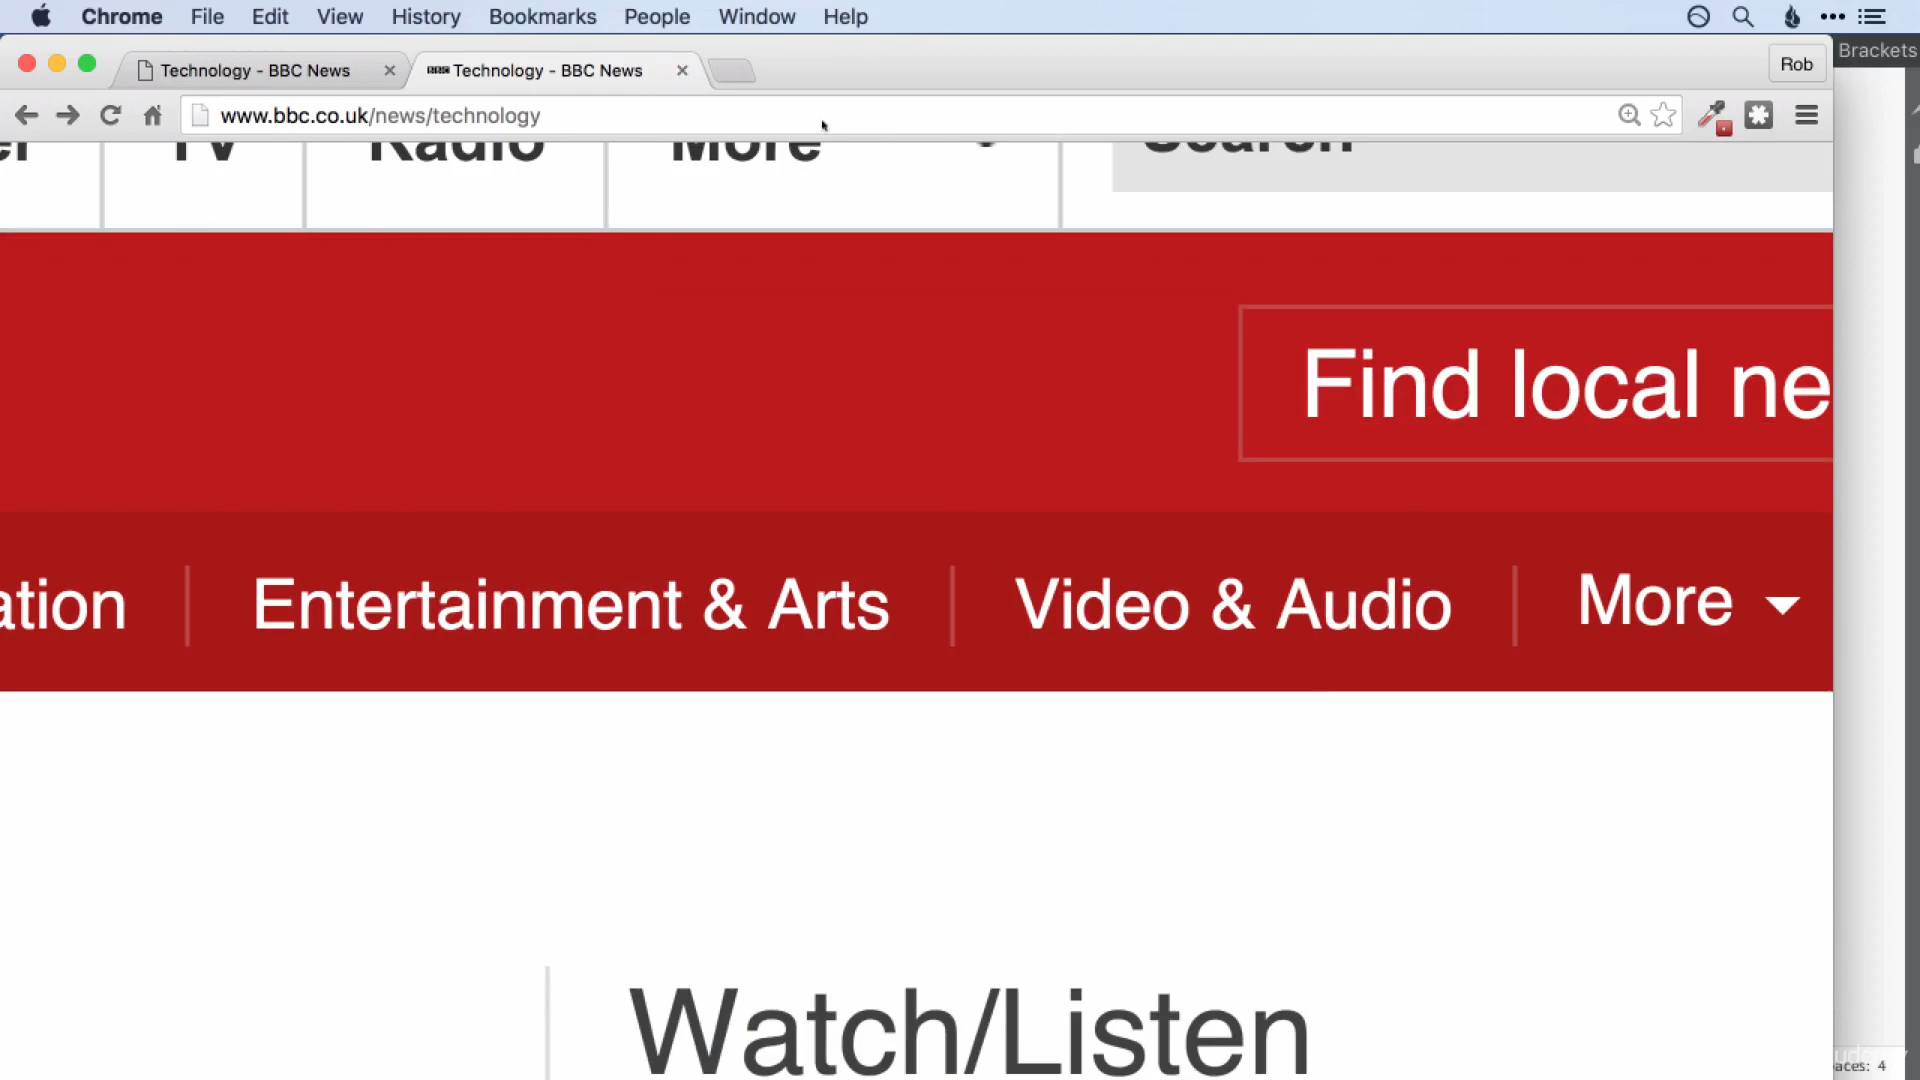 Chrome File Edit View History Bookmarks People Window Help
Brackets
Technology - BBC News
BBC Technology - BBC News
Rob
www.bbc.co.uk/news/technology
er TV Radio More Search
Find local ne
ation Entertainment & Arts Video & Audio More
Watch/Listen
aces: 4